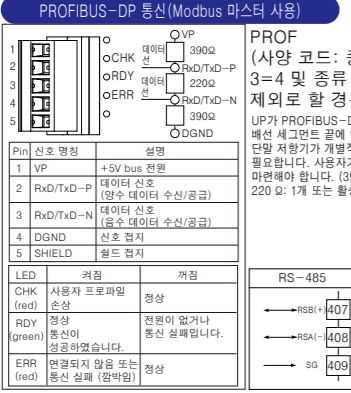 PROFIBUS-DP 통신(Modbus 마스터 사용)
1
2
3
4
5
CHK
RDY
ERR
데이터
선
데이터
선
VP
390Ω
RxD/TxD-P
220Ω
RxD/TxD-N
390Ω
DGND
Pin 신호 명칭 설명
1 VP +5V bus 전원
2 RxD/TxD-P 데이터 신호
(양수 데이터 수신/공급)
3 RxD/TxD-N 데이터 신호
(음수 데이터 수신/공급)
4 DGND 신호 접지
5 SHIELD 쉴드 접지
LED 켜짐 꺼짐
CHK
(red)
사용자 프로파일
손상
정상
RDY
(green)
정상
통신이
성공하였습니다.
전원이 없거나
통신 실패입니다.
ERR
(red)
연결되지 않음 또는
통신 실패 (깜박임)
정상
PROF
(사양 코드:
3=4 및 종류
제외로 할 경
UP가 PROFIBUS-D
배선 세그먼트 끝에
단말 저항기가 개별적
필요합니다. 사용자
마련해야 합니다. (39
220 Ω: 1개 또는 활
RS-485
RSB(+) 407
RSA(-) 408
SG 409